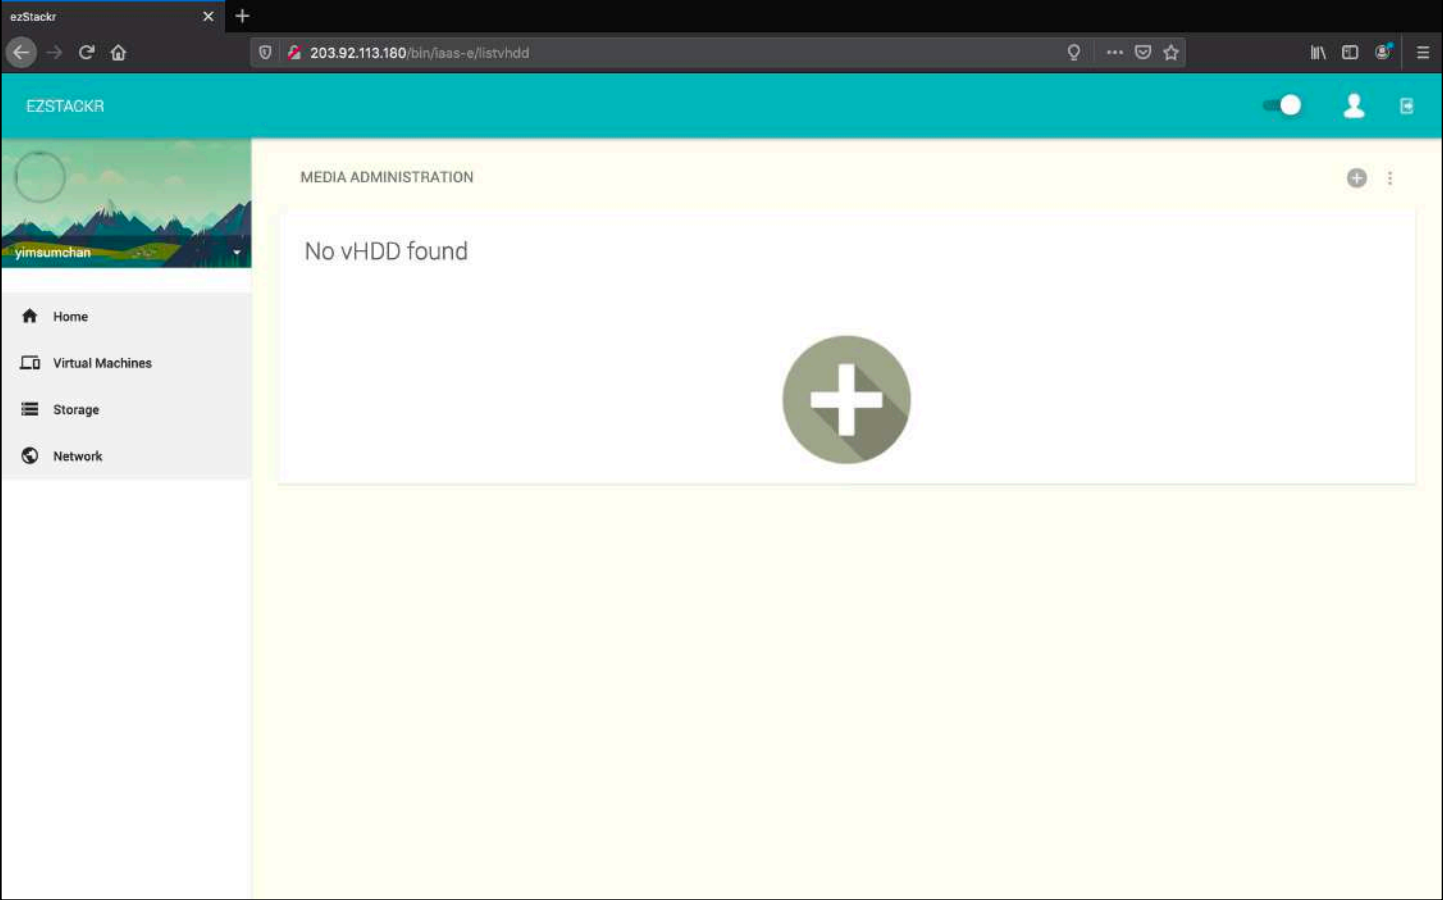 ezStackr
203.92.113.180/bin/iaas-e/listvhdd
EZSTACKR
MEDIA ADMINISTRATION
No vHDD found
yimsumchan
Home
Virtual Machines
Storage
Network